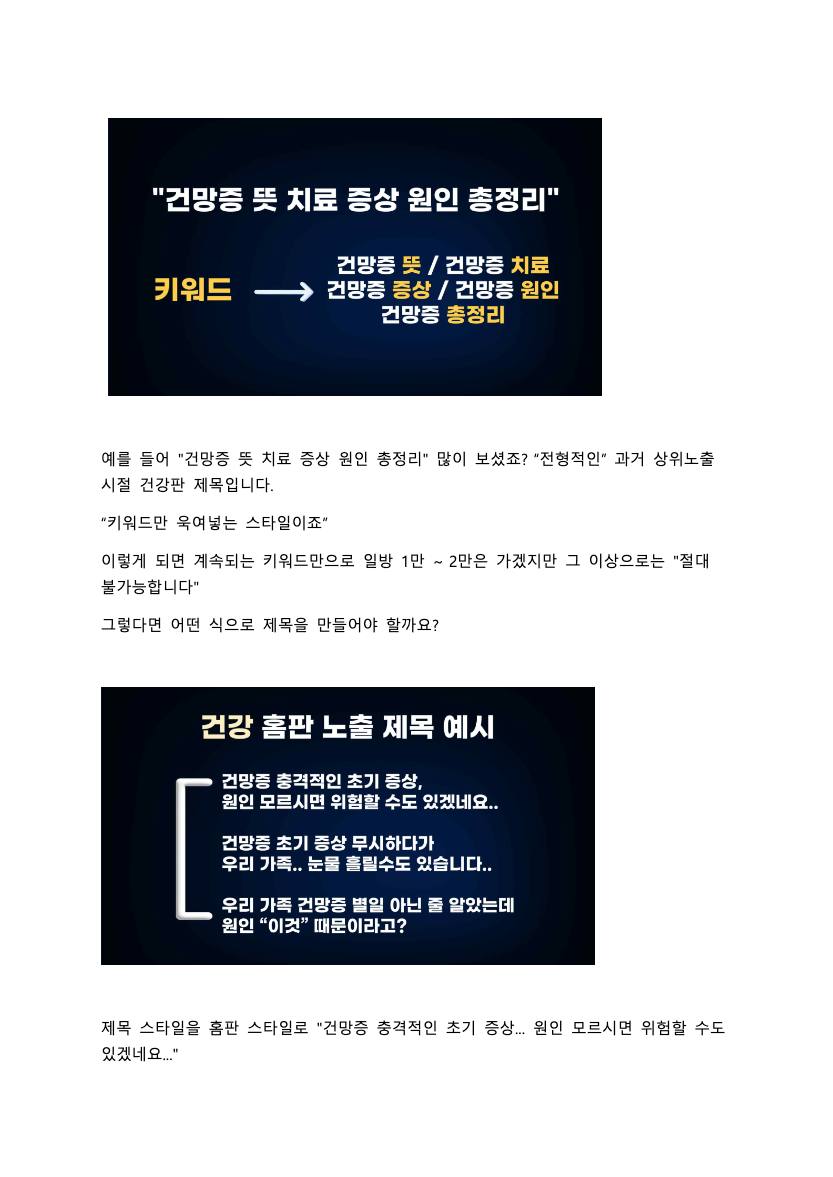 "건망증 뜻 치료 증상 원인 총정리"
키워드
건망증 뜻 / 건망증 치료
건망증 증상 / 건망증 원인
건망증 총정리
예를 들어 "건망증 뜻 치료 증상 원인 총정리" 많이 보셨죠? “전형적인” 과거 상위노출
시절 건강판 제목입니다.
“키워드만 욱여넣는 스타일이죠”
이렇게 되면 계속되는 키워드만으로 일방 1만 ~ 2만은 가겠지만 그 이상으로는 "절대
불가능합니다"
그렇다면 어떤 식으로 제목을 만들어야 할까요?
건강 홈판 노출 제목 예시
건망증 충격적인 초기 증상,
원인 모르시면 위험할 수도 있겠네요..
건망증 초기 증상 무시하다가
우리 가족.. 눈물 흘릴수도 있습니다..
우리 가족 건망증 별일 아닌 줄 알았는데
원인 “이것” 때문이라고?
제목 스타일을 홈판 스타일로 "건망증 충격적인 초기 증상... 원인 모르시면 위험할 수도
있겠네요..."